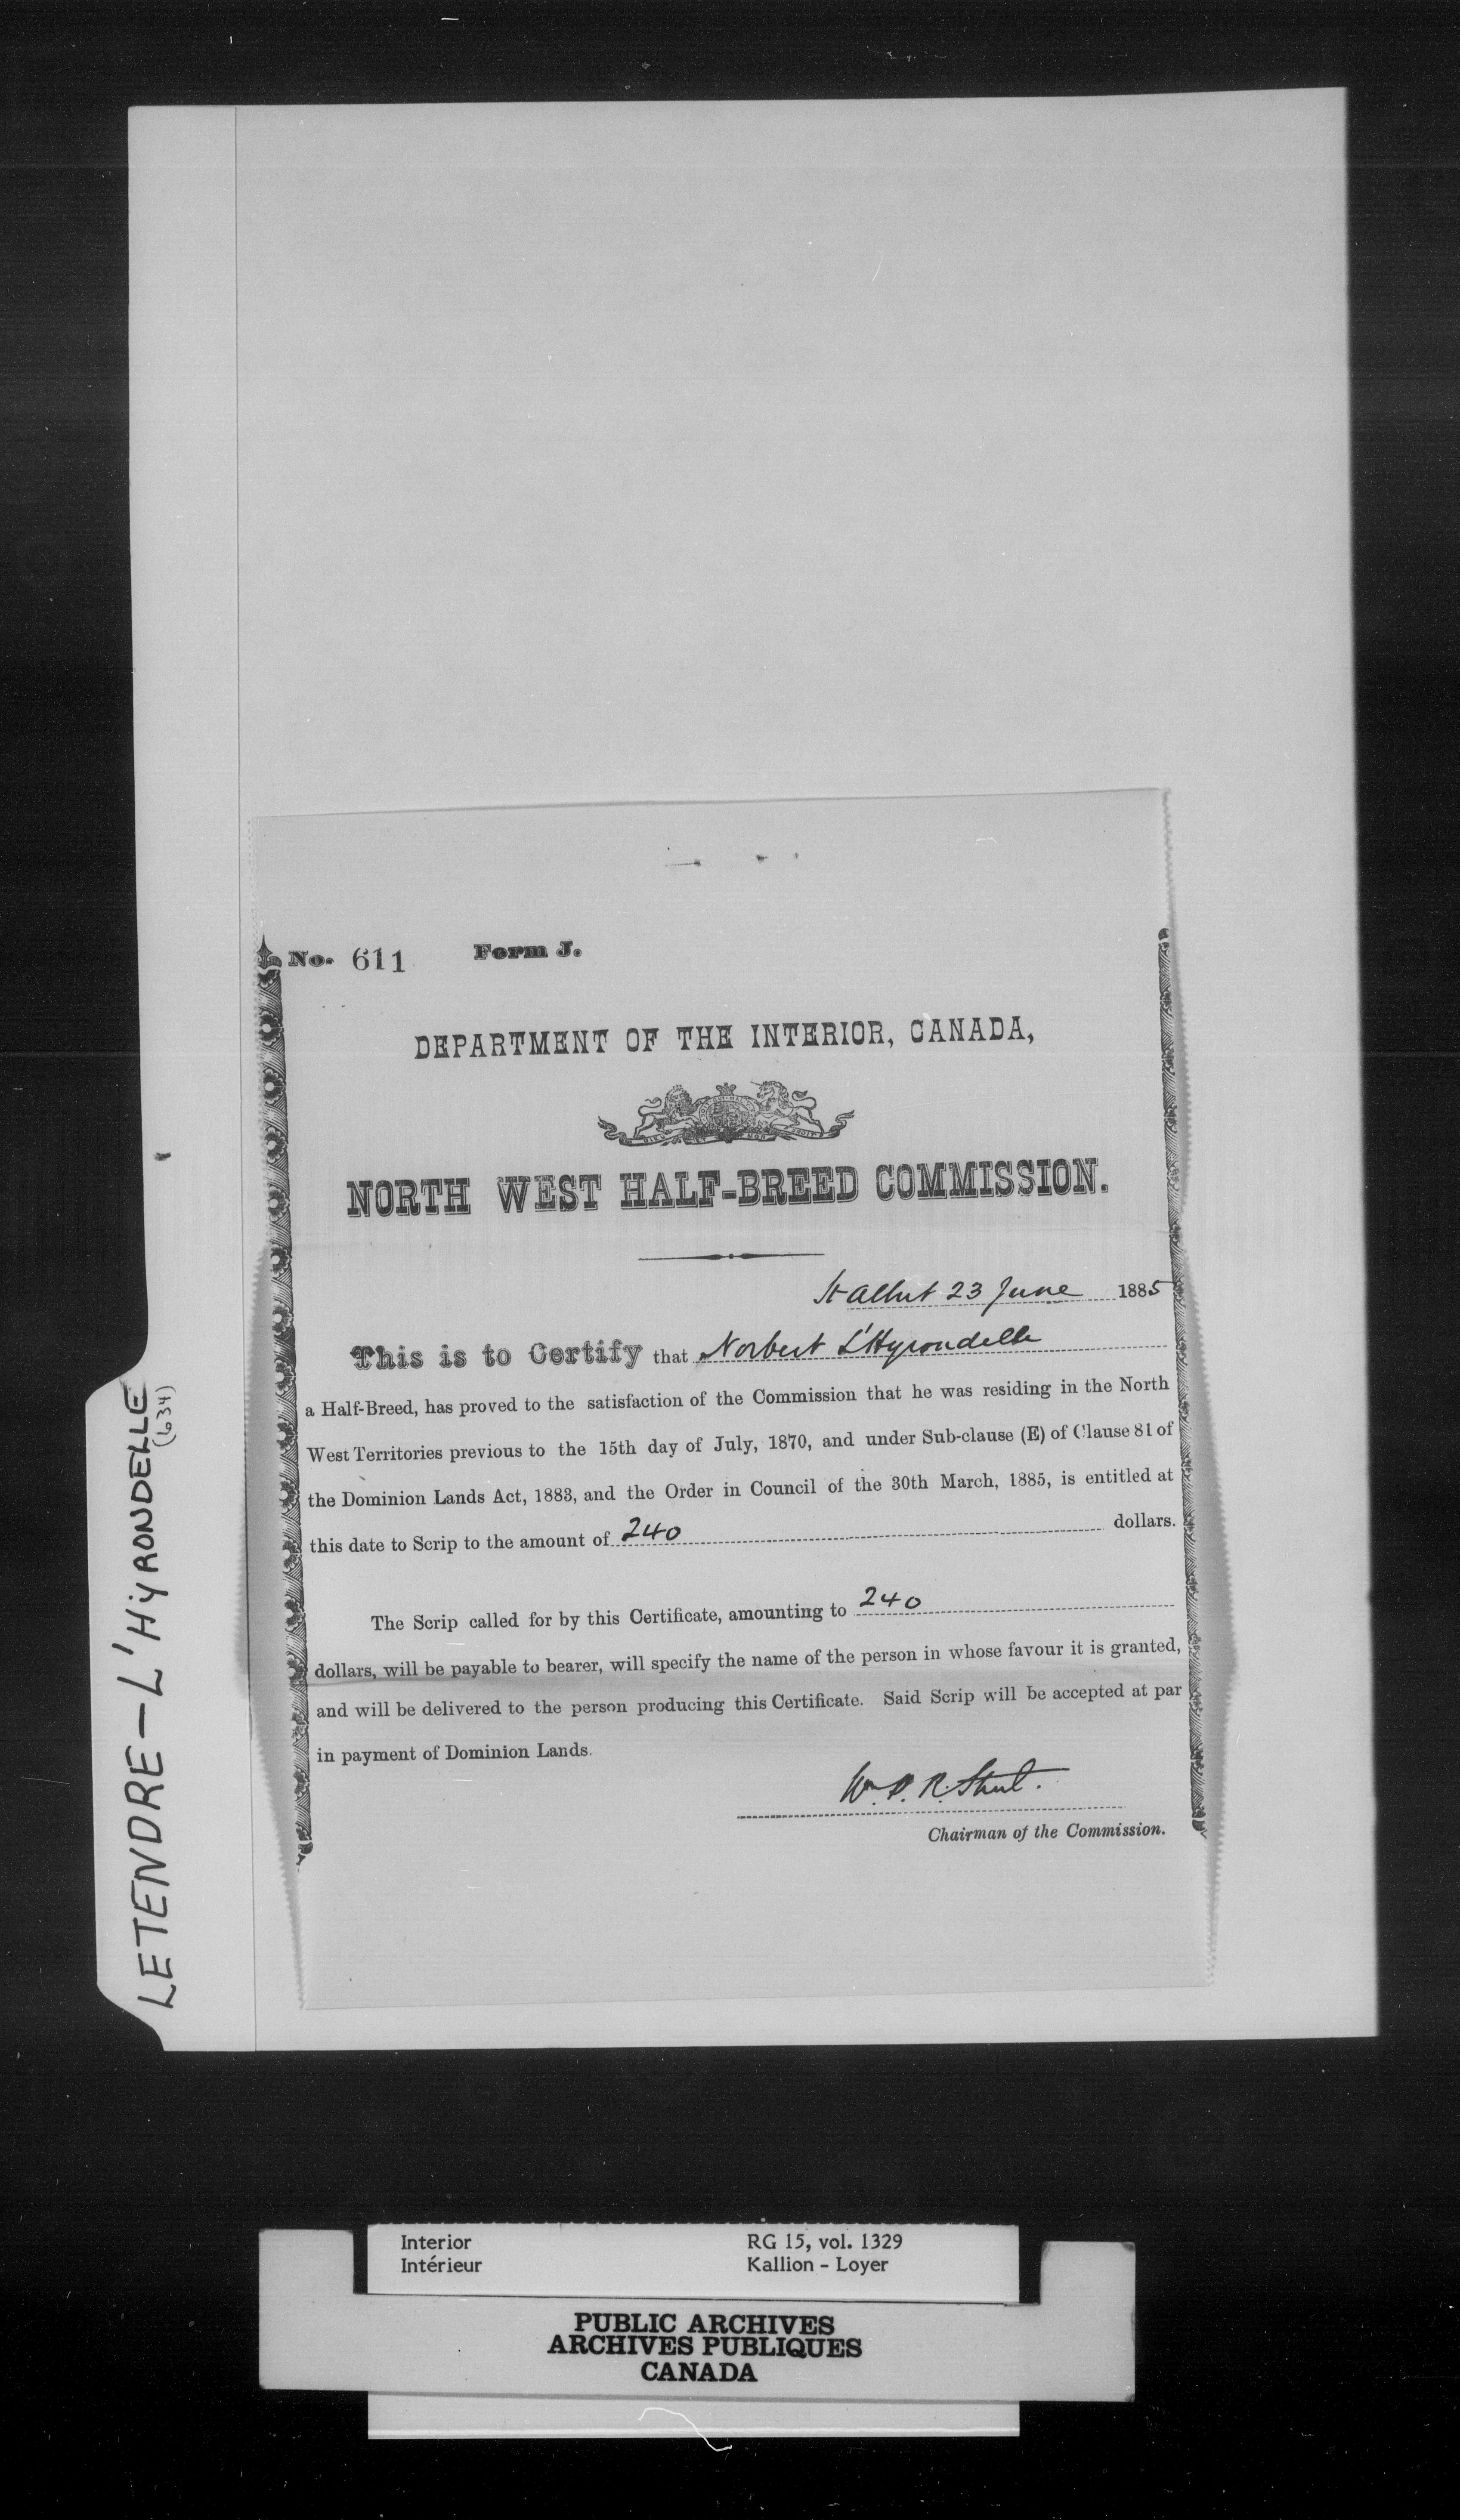 No. 611 Form J.
DEPARTMENT OF THE INTERIOR, CANADA,
NORTH WEST HALF-BREED COMMISSION.
St Albert 23 June 1885
This is to Certify that Norbert L'Hyrondelle
a Half-Breed, has proved to the satisfaction of the Commission that he was residing in the North
West Territories previous to the 15th day of July, 1870, and under Sub-clause (E) of Clause 81 of
the Dominion Lands Act, 1883, and the Order in Council of the 30th March, 1885, is entitled at
this date to Scrip to the amount of 240 dollars.
The Scrip called for by this Certificate, amounting to 240
dollars, will be payable to bearer, will specify the name of the person in whose favour it is granted,
and will be delivered to the person producing this Certificate. Said Scrip will be accepted at par
in payment of Dominion Lands.
Wm. P. R. Street.
Chairman of the Commission.
LETENDRE-L'HYRONDELLE
(634)
Interior RG 15, vol. 1329
Intérieur Kallion - Loyer
PUBLIC ARCHIVES
ARCHIVES PUBLIQUES
CANADA